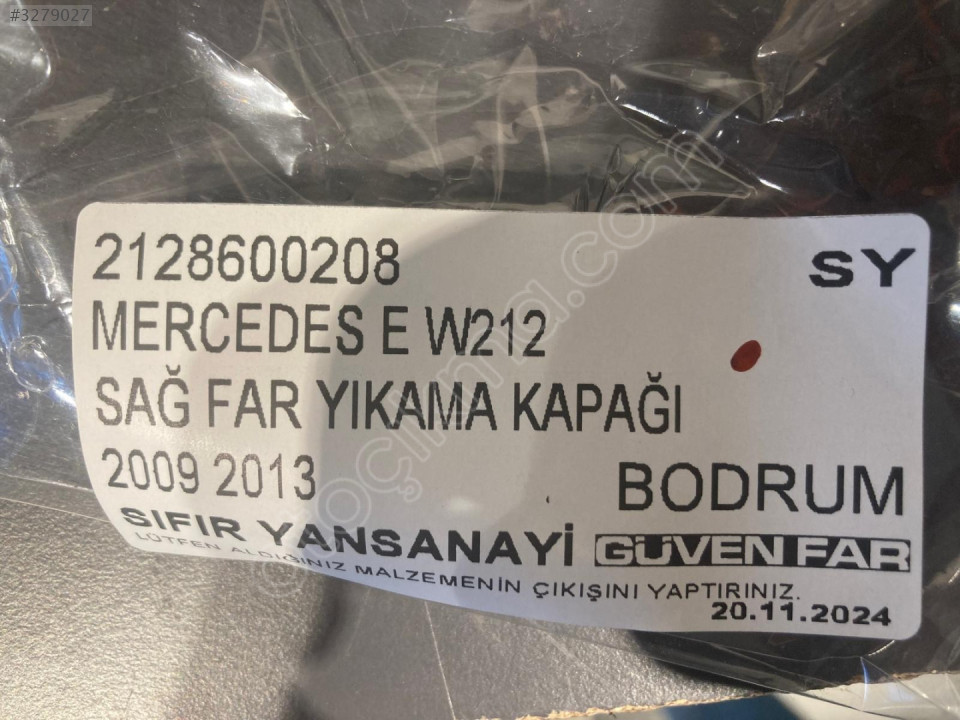 #3279027
2128600208
SY
MERCEDES E W212
SAĞ FAR YIKAMA KAPAĞI
2009 2013
BODRUM
SIFIR YANSANAYİ GÜVEN FAR
LÜTFEN ALDIĞINIZ MALZEMENİN ÇIKIŞINI YAPTIRINIZ.
20.11.2024